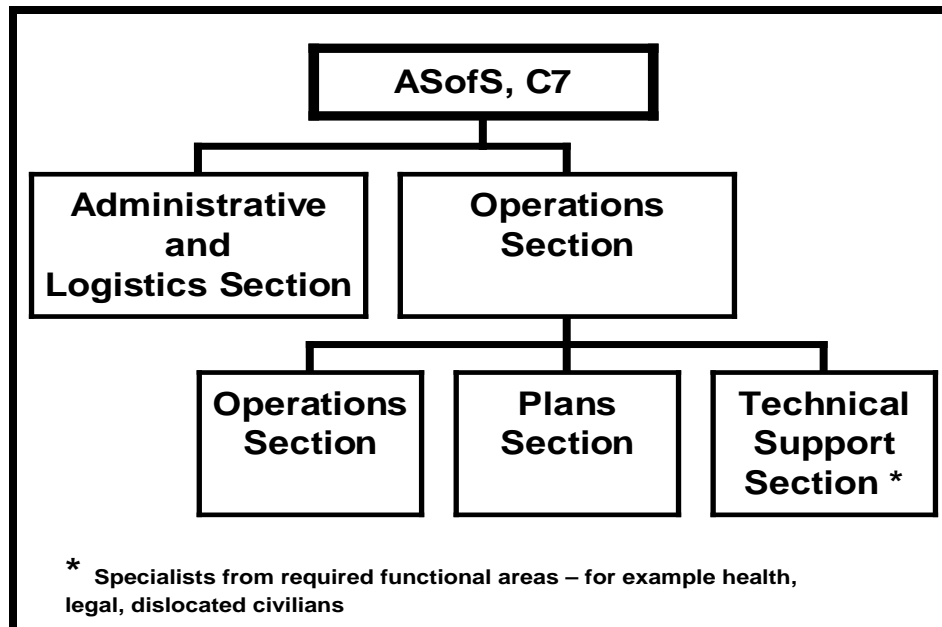 ASofS, C7
Administrative
and
Logistics Section
Operations
Section
Operations
Section
Plans
Section
Technical
Support
Section *
* Specialists from required functional areas – for example health,
legal, dislocated civilians